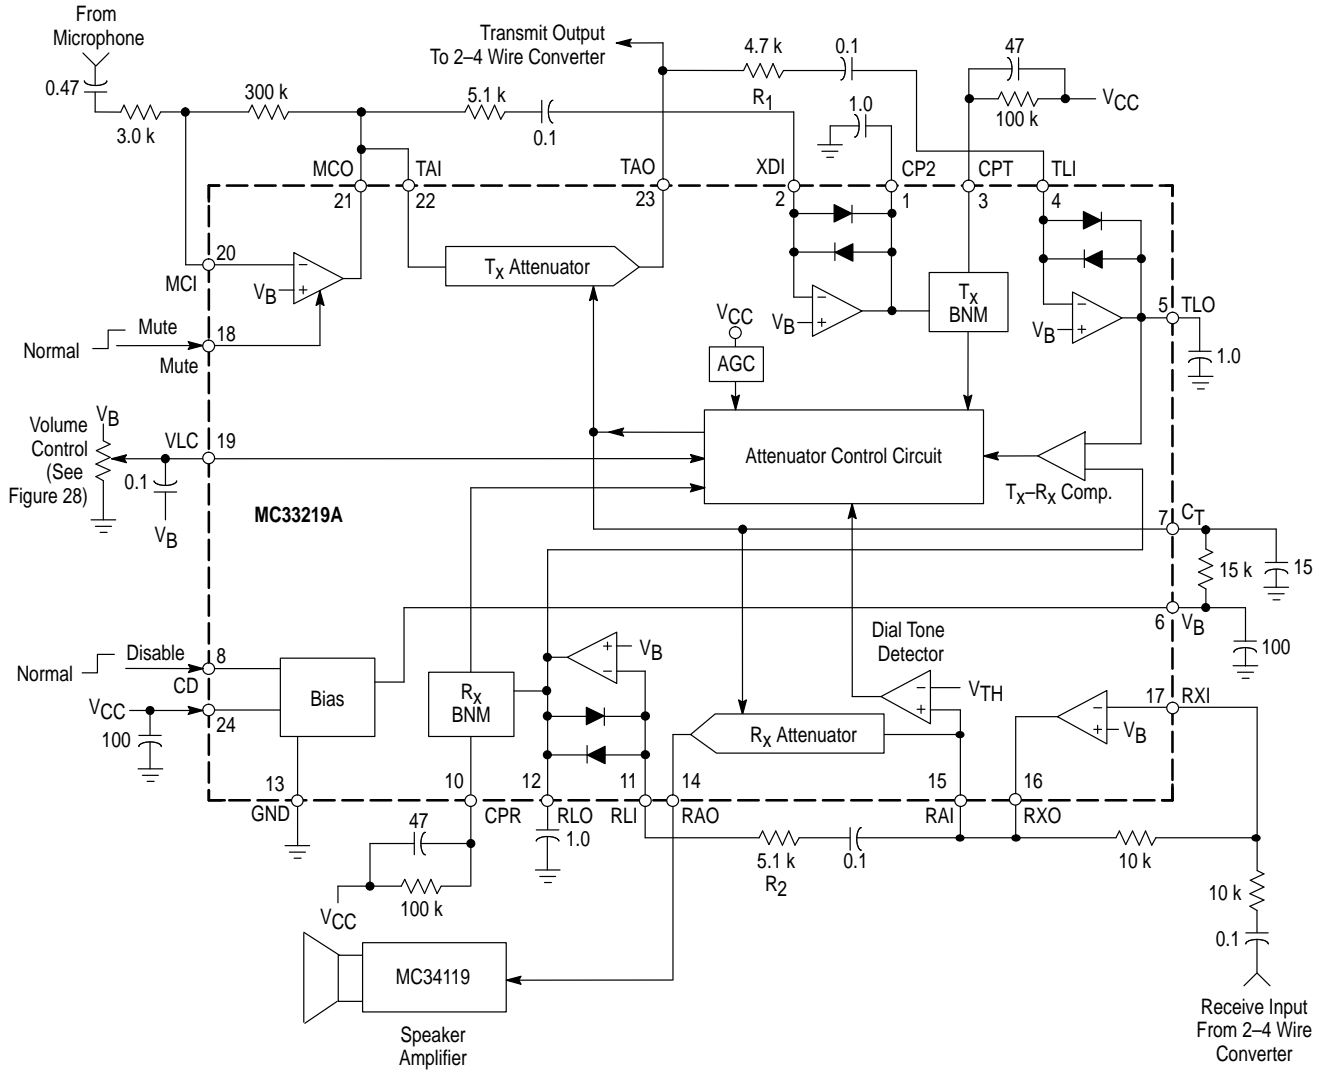 From
Microphone
0.47
3.0 k
300 k
5.1 k
0.1
Transmit Output
To 2–4 Wire Converter
4.7 k
R1
0.1
1.0
47
100 k
VCC
MCO
21
TAI
22
TAO
23
XDI
2
CP2
1
CPT
3
TLI
4
20
MCI
VB
–
+
Tx Attenuator
VB
–
+
Tx
BNM
VB
–
+
5
TLO
1.0
Normal
Mute
18
Mute
VCC
AGC
Volume
Control
(See
Figure 28)
VB
VLC
19
0.1
VB
Attenuator Control Circuit
Tx–Rx Comp.
MC33219A
7
CT
15 k
15
6
VB
100
Normal
Disable
8
CD
VCC
24
100
Bias
Rx
BNM
+
–
VB
Dial Tone
Detector
–
+
VTH
Rx Attenuator
–
+
VB
17
RXI
13
GND
10
CPR
12
RLO
11
RLI
14
RAO
15
RAI
16
RXO
47
100 k
VCC
1.0
5.1 k
R2
0.1
10 k
10 k
0.1
MC34119
Speaker
Amplifier
Receive Input
From 2–4 Wire
Converter